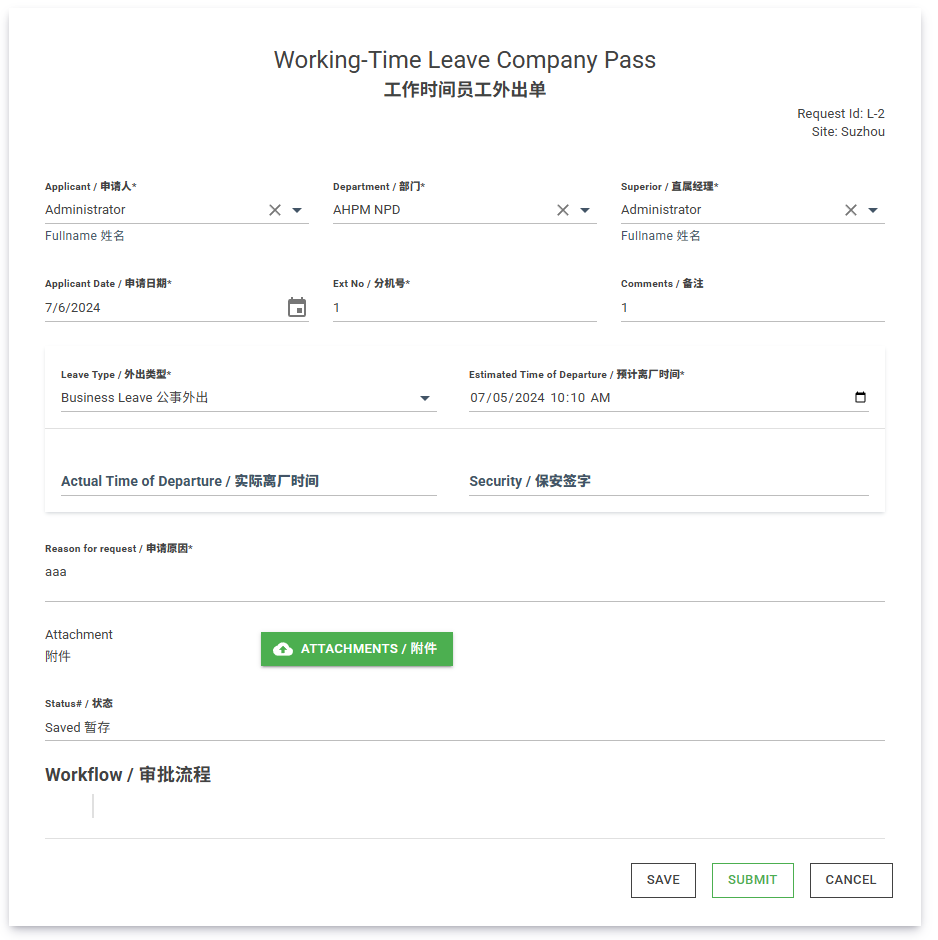 Working-Time Leave Company Pass
工作时间员工外出单
Request Id: L-2
Site: Suzhou
Applicant / 申请人*
Administrator
Fullname 姓名
Department / 部门*
AHPM NPD
Superior / 直属经理*
Administrator
Fullname 姓名
Applicant Date / 申请日期*
7/6/2024
Ext No / 分机号*
1
Comments / 备注
1
Leave Type / 外出类型*
Business Leave 公事外出
Estimated Time of Departure / 预计离厂时间*
07/05/2024 10:10 AM
Actual Time of Departure / 实际离厂时间
Security / 保安签字
Reason for request / 申请原因*
aaa
Attachment
附件
ATTACHMENTS / 附件
Status# / 状态
Saved 暂存
Workflow / 审批流程
SAVE
SUBMIT
CANCEL